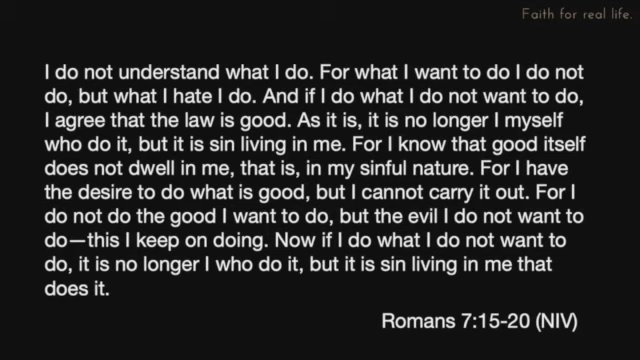 Faith for real life.
I do not understand what I do. For what I want to do I do not
do, but what I hate I do. And if I do what I do not want to do,
I agree that the law is good. As it is, it is no longer I myself
who do it, but it is sin living in me. For I know that good itself
does not dwell in me, that is, in my sinful nature. For I have
the desire to do what is good, but I cannot carry it out. For I
do not do the good I want to do, but the evil I do not want to
do—this I keep on doing. Now if I do what I do not want to
do, it is no longer I who do it, but it is sin living in me that
does it.
Romans 7:15-20 (NIV)